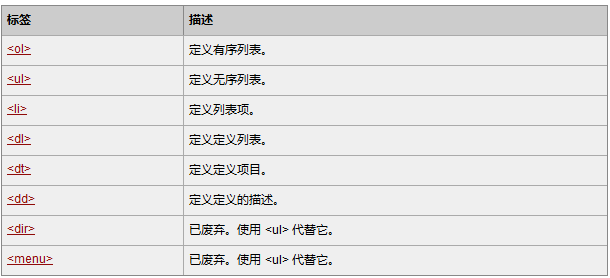 标签 描述
<ol> 定义有序列表。
<ul> 定义无序列表。
<li> 定义列表项。
<dl> 定义定义列表。
<dt> 定义定义项目。
<dd> 定义定义的描述。
<dir> 已废弃。使用 <ul> 代替它。
<menu> 已废弃。使用 <ul> 代替它。